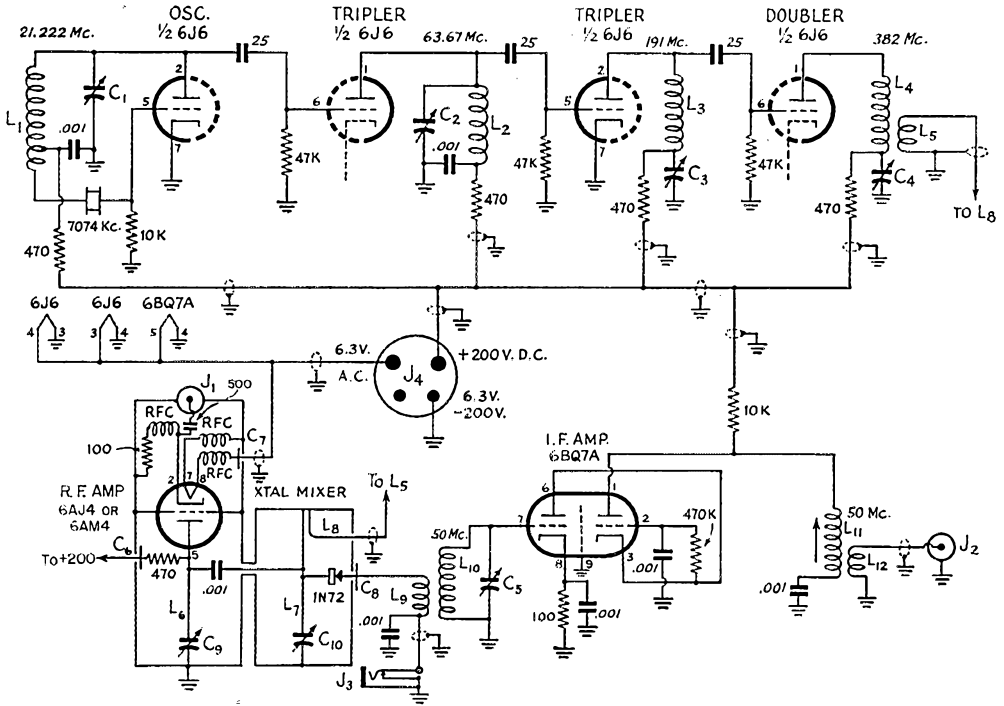 OSC.
½ 6J6
TRIPLER
½ 6J6
TRIPLER
½ 6J6
DOUBLER
½ 6J6
21.222 Mc.
63.67 Mc.
191 Mc.
382 Mc.
25
25
25
2
1
2
1
L1
C1
5
6
C2
L2
5
L3
6
L4
L5
.001
7
47K
.001
47K
7
C3
47K
C4
7074 Kc.
10K
470
470
470
470
TO L8
6J6
6J6
6BQ7A
4
3
3
4
5
4
6.3V.
A.C.
J4
+200V. D.C.
6.3V.
-200V.
10K
J1
500
RFC
RFC
C7
RFC
100
2
7
8
R.F. AMP
6AJ4 OR
6AM4
XTAL MIXER
TO L5
L8
I.F. AMP.
6BQ7A
6
1
7
2
470K
50 Mc.
50 Mc.
L11
J2
L12
To+200
C6
5
470
.001
1N72
C8
L9
L10
C5
8
9
3
.001
100
.001
.001
L6
L7
C9
C10
.001
J3